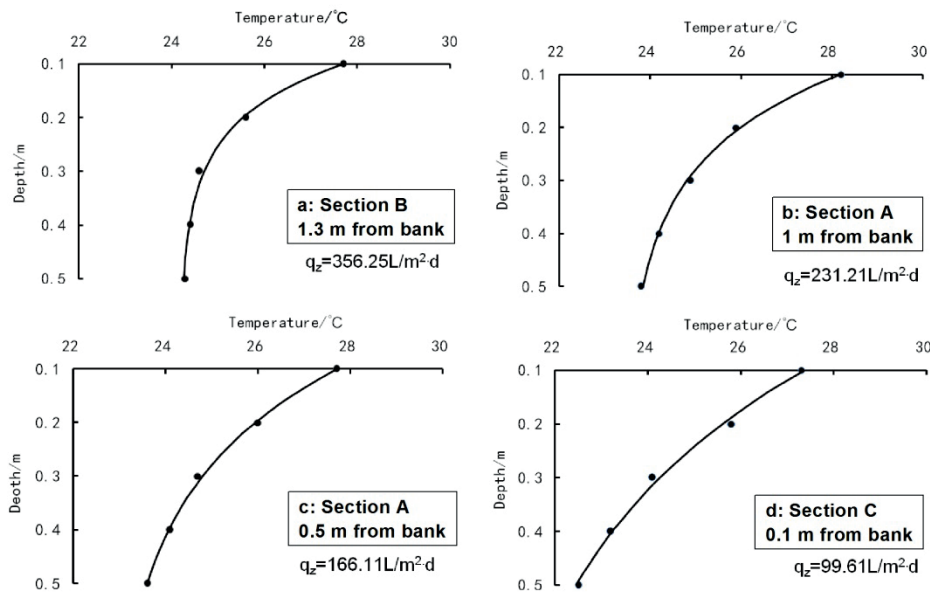 Temperature/℃
22 24 26 28 30
0.1
0.2
0.3
0.4
0.5
Depth/m
a: Section B
1.3 m from bank
qz=356.25L/m²·d
Temperature/℃
22 24 26 28 30
0.1
0.2
0.3
0.4
0.5
Depth/m
b: Section A
1 m from bank
qz=231.21L/m²·d
Temperature/℃
22 24 26 28 30
0.1
0.2
0.3
0.4
0.5
Deoth/m
c: Section A
0.5 m from bank
qz=166.11L/m²·d
Temperature/℃
22 24 26 28 30
0.1
0.2
0.3
0.4
0.5
Depth/m
d: Section C
0.1 m from bank
qz=99.61L/m²·d